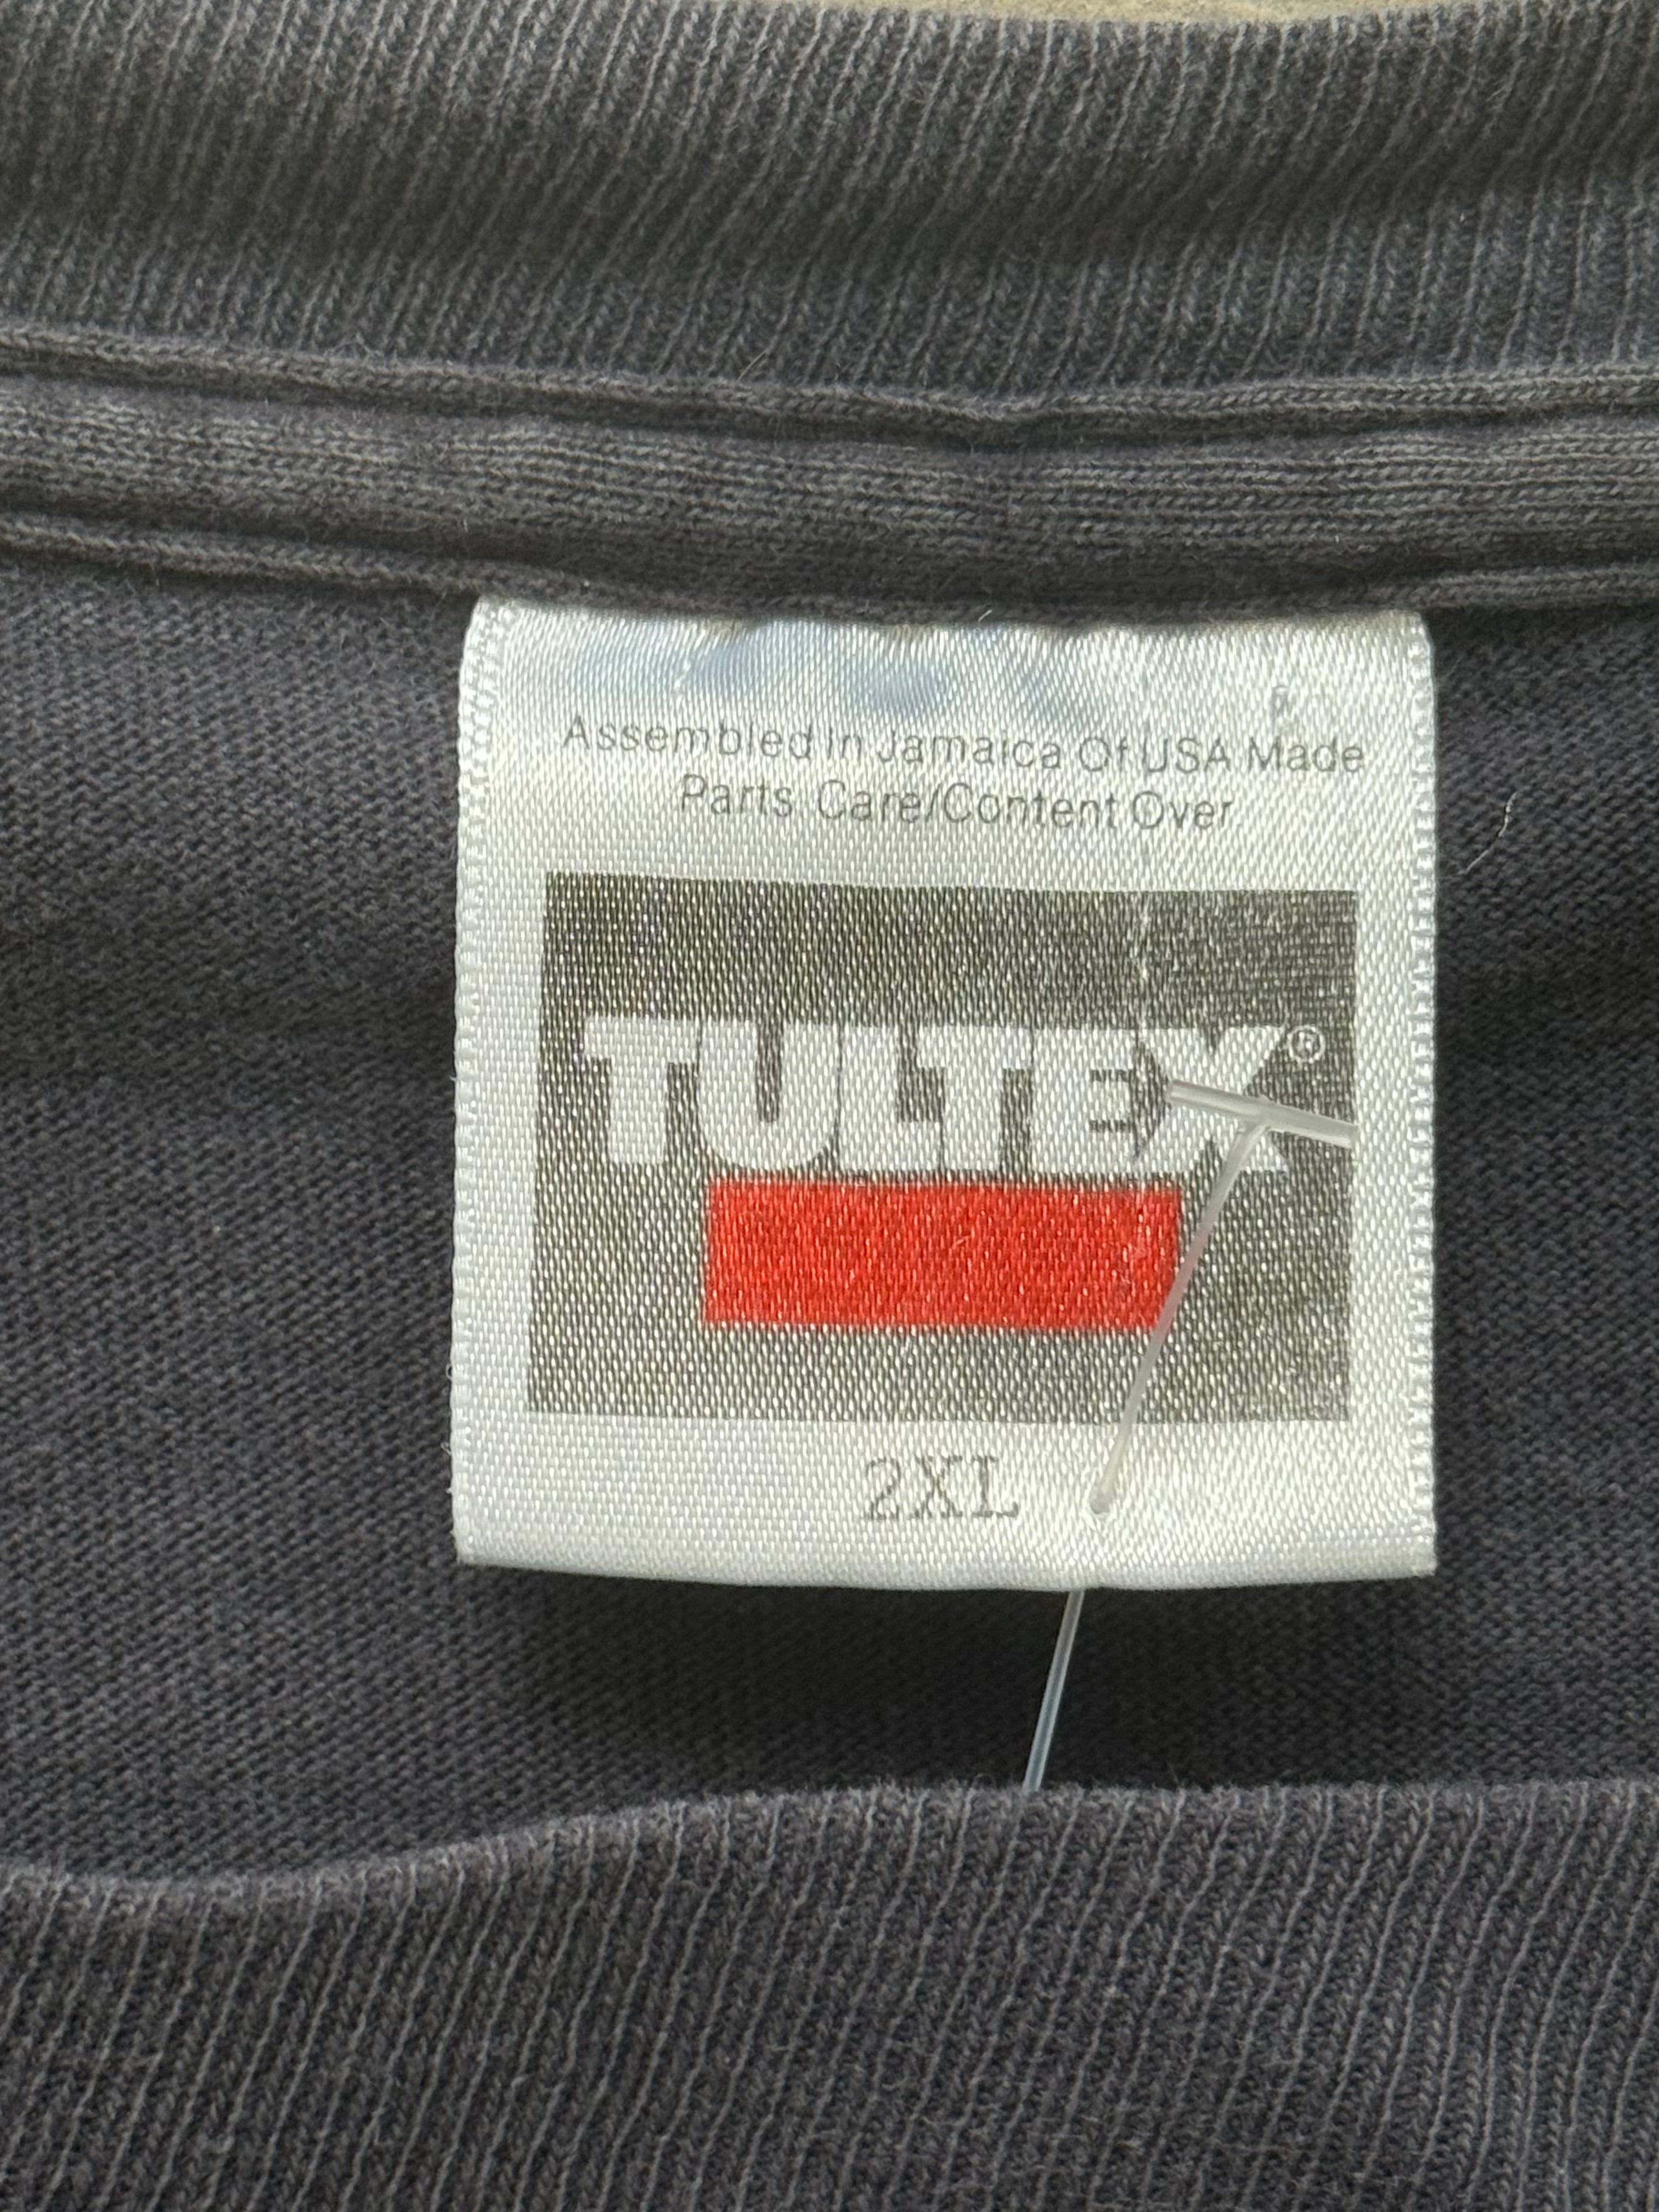 Assembled in Jamaica Of USA Made
Parts. Care/Content Over
TULTEX®
2XL